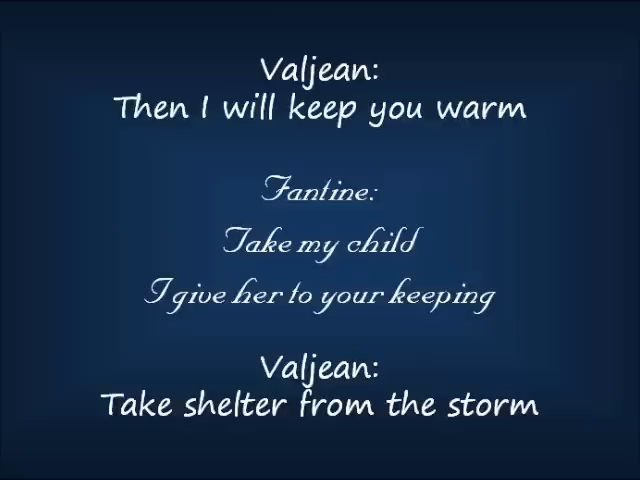 Valjean:
Then I will keep you warm
Fantine:
Take my child
I give her to your keeping
Valjean:
Take shelter from the storm